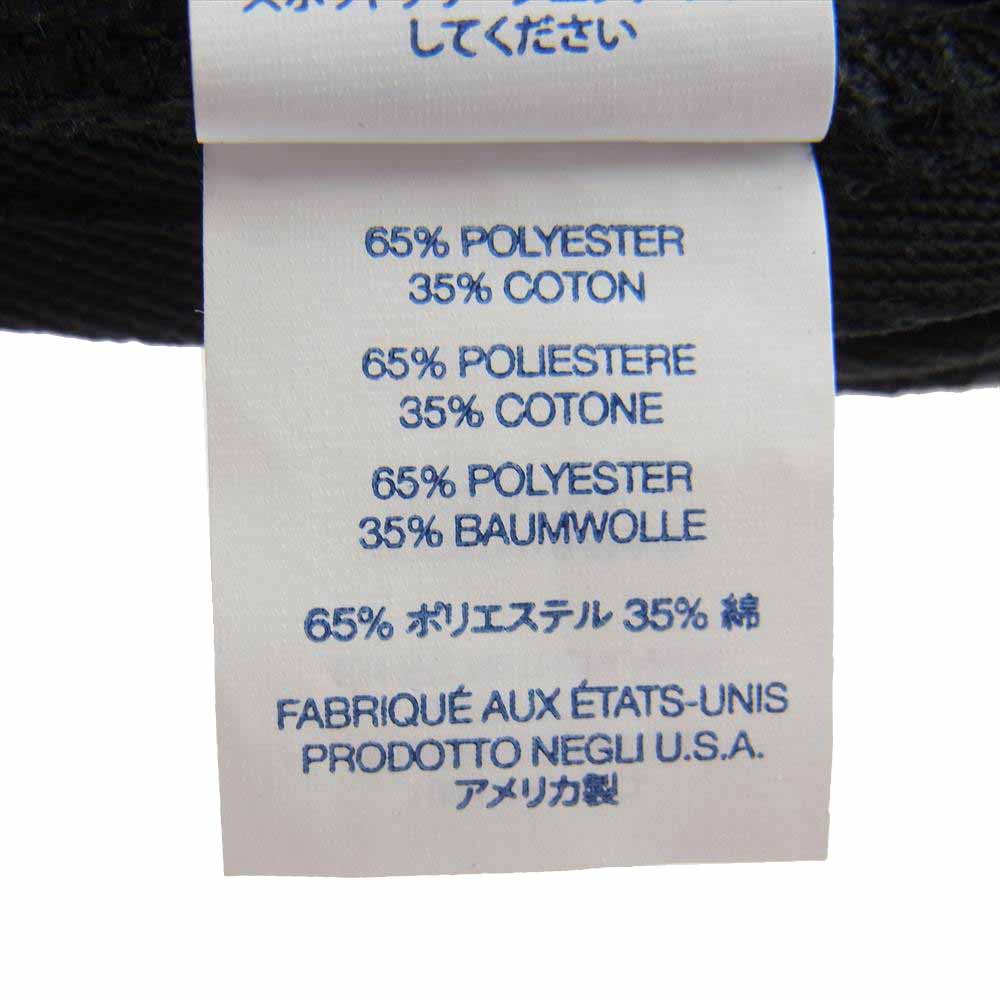 してください
65% POLYESTER
35% COTON
65% POLIESTERE
35% COTONE
65% POLYESTER
35% BAUMWOLLE
65% ポリエステル 35% 綿
FABRIQUÉ AUX ÉTATS-UNIS
PRODOTTO NEGLI U.S.A.
アメリカ製